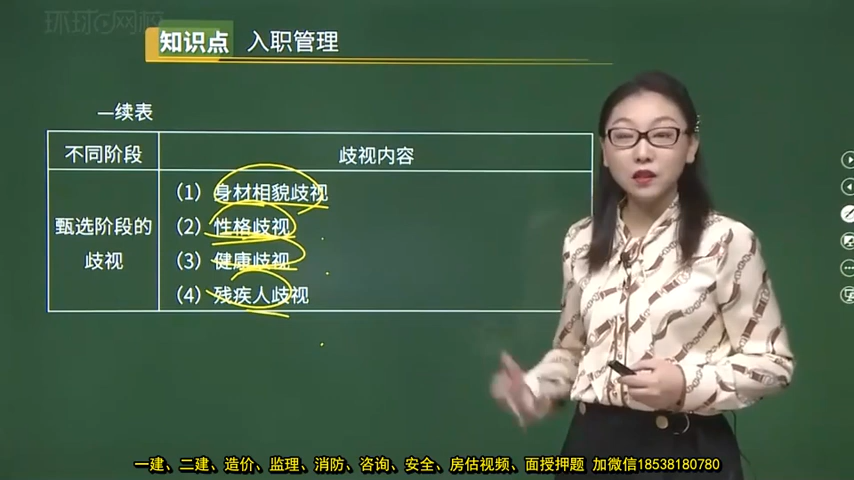 环球网校
知识点 入职管理
—续表
不同阶段 歧视内容
甄选阶段的歧视
(1) 身材相貌歧视
(2) 性格歧视
(3) 健康歧视
(4) 残疾人歧视
一建、二建、造价、监理、消防、咨询、安全、房估视频、面授押题 加微信18538180780